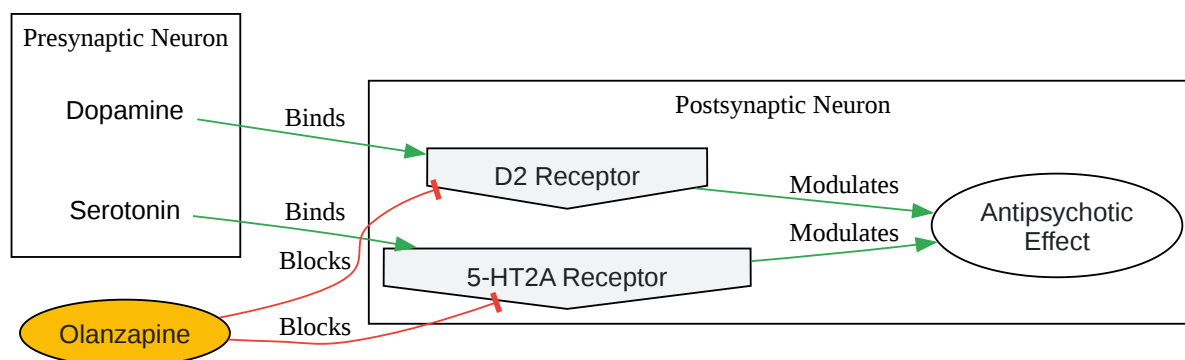 Presynaptic Neuron
Dopamine
Serotonin
Olanzapine
Binds
Binds
Blocks
Blocks
Postsynaptic Neuron
D2 Receptor
5-HT2A Receptor
Modulates
Modulates
Antipsychotic
Effect